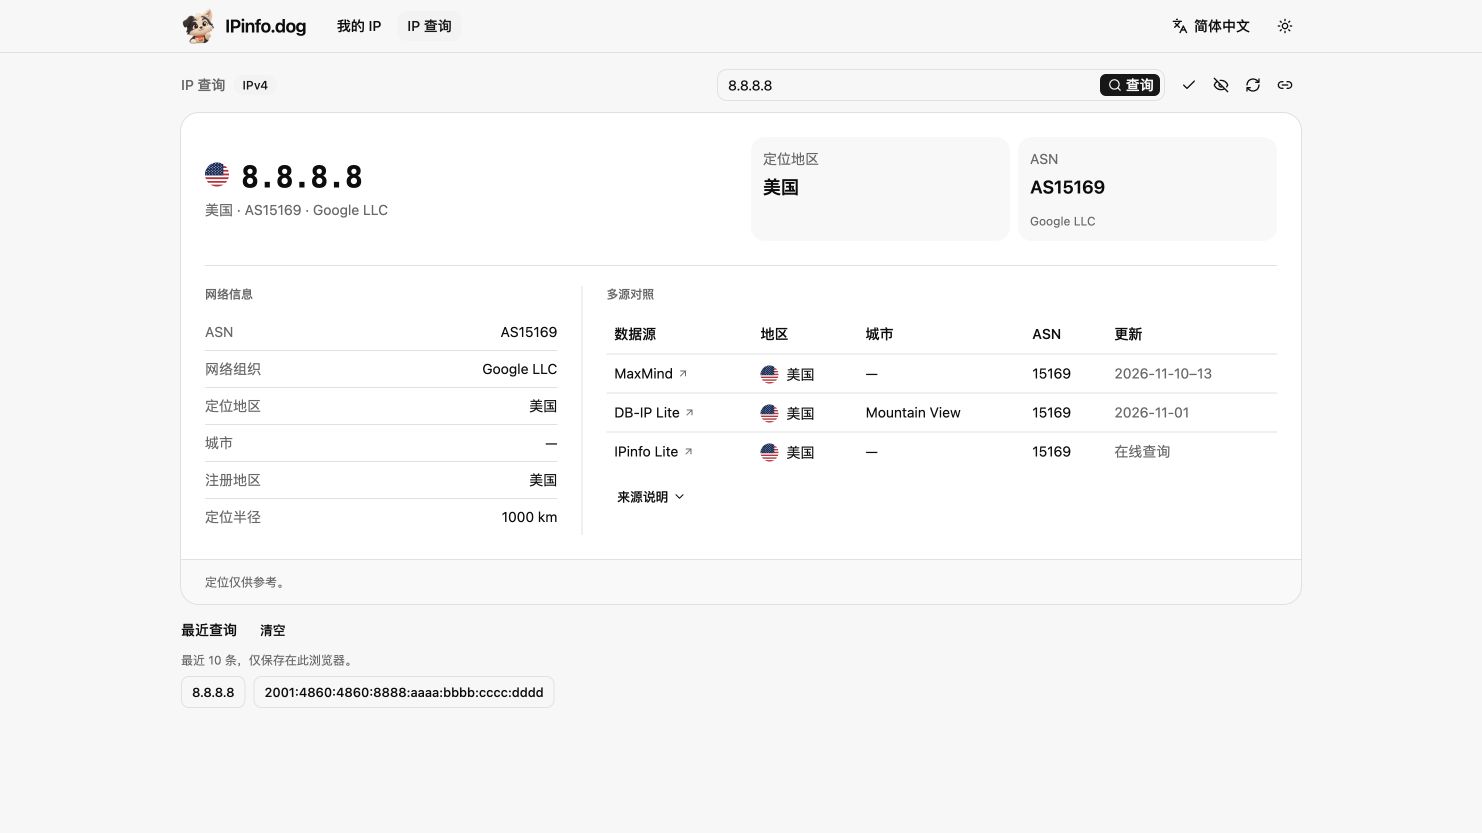 IPinfo.dog 我的 IP IP 查询 简体中文
IP 查询 IPv4 8.8.8.8 查询
8.8.8.8
美国 · AS15169 · Google LLC
定位地区
美国
ASN
AS15169
Google LLC
网络信息
ASN AS15169
网络组织 Google LLC
定位地区 美国
城市 —
注册地区 美国
定位半径 1000 km
多源对照
数据源 地区 城市 ASN 更新
MaxMind 美国 — 15169 2026-11-10–13
DB-IP Lite 美国 Mountain View 15169 2026-11-01
IPinfo Lite 美国 — 15169 在线查询
来源说明
定位仅供参考。
最近查询 清空
最近 10 条，仅保存在此浏览器。
8.8.8.8 2001:4860:4860:8888:aaaa:bbbb:cccc:dddd